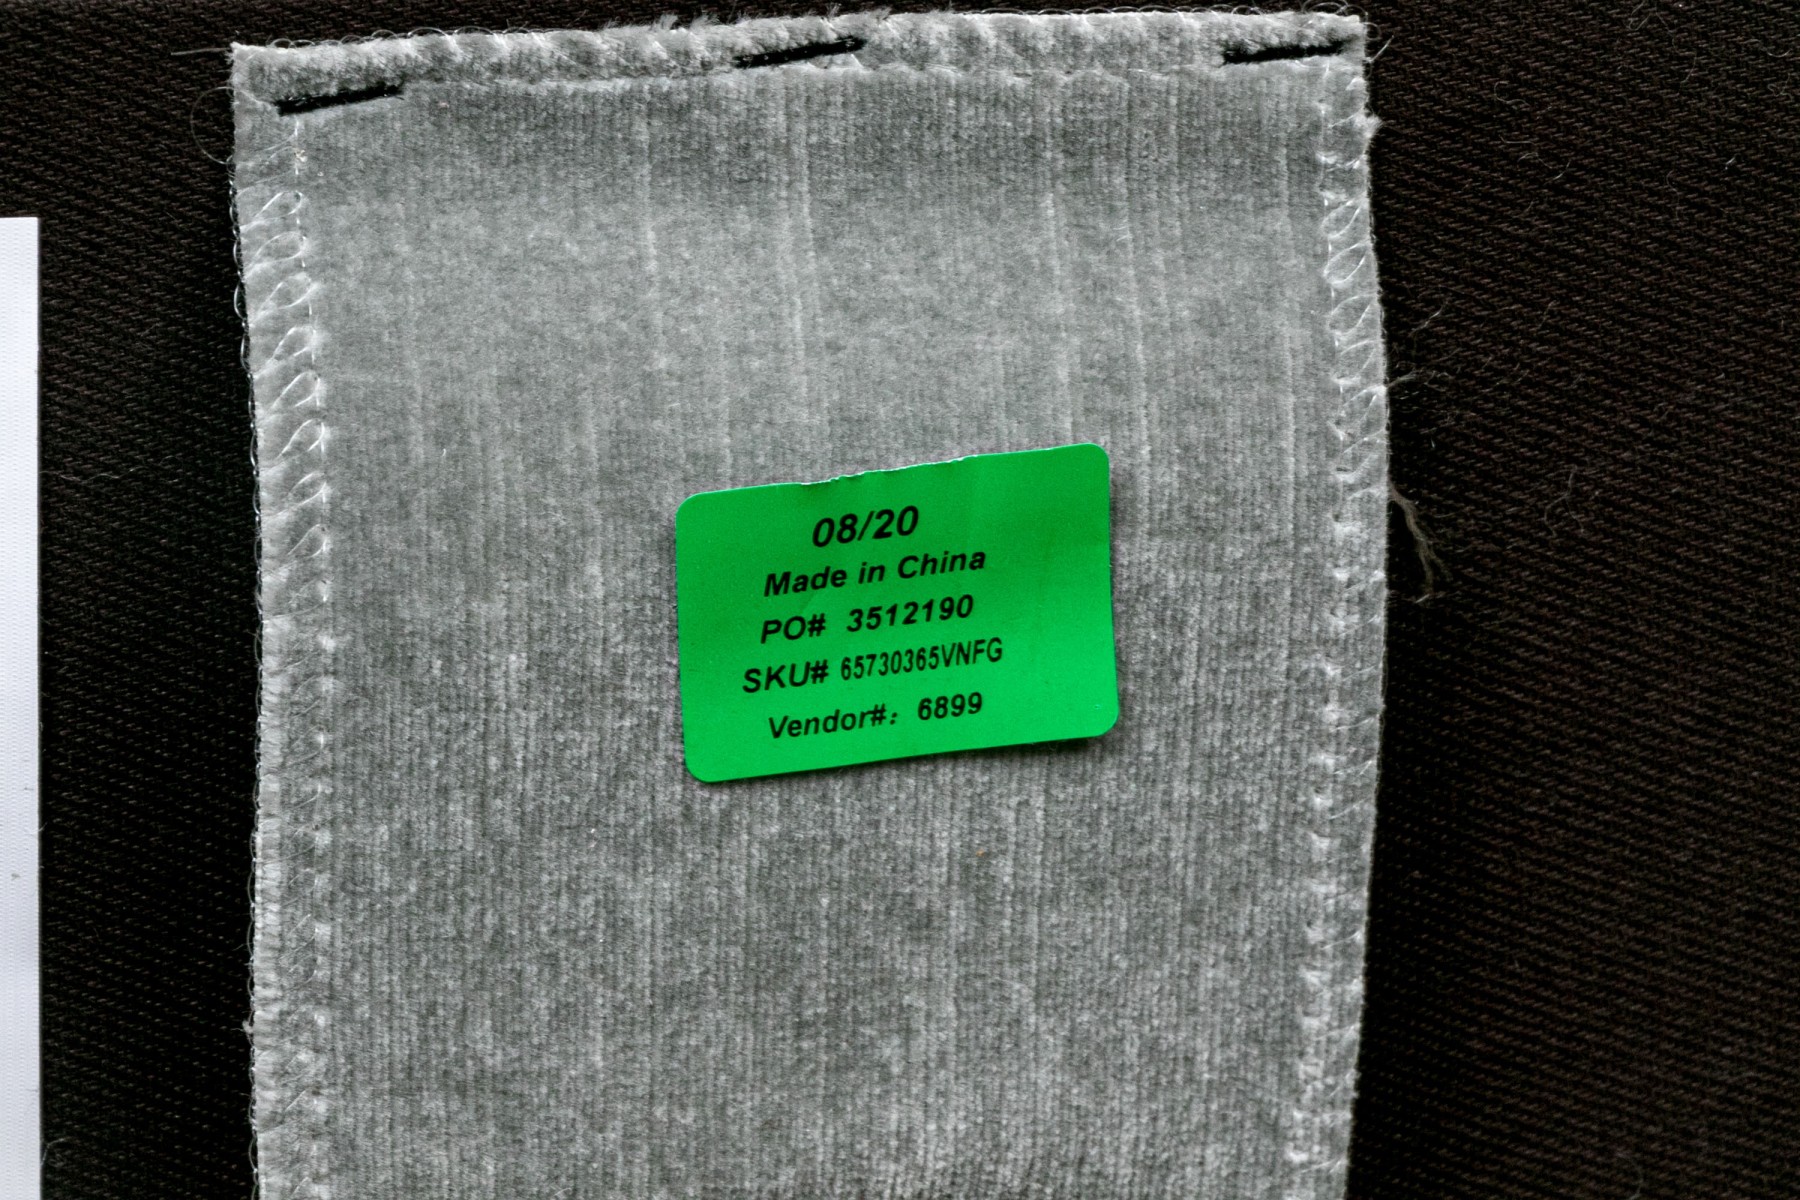 08/20
Made in China
PO# 3512190
SKU# 65730365VNFG
Vendor#: 6899